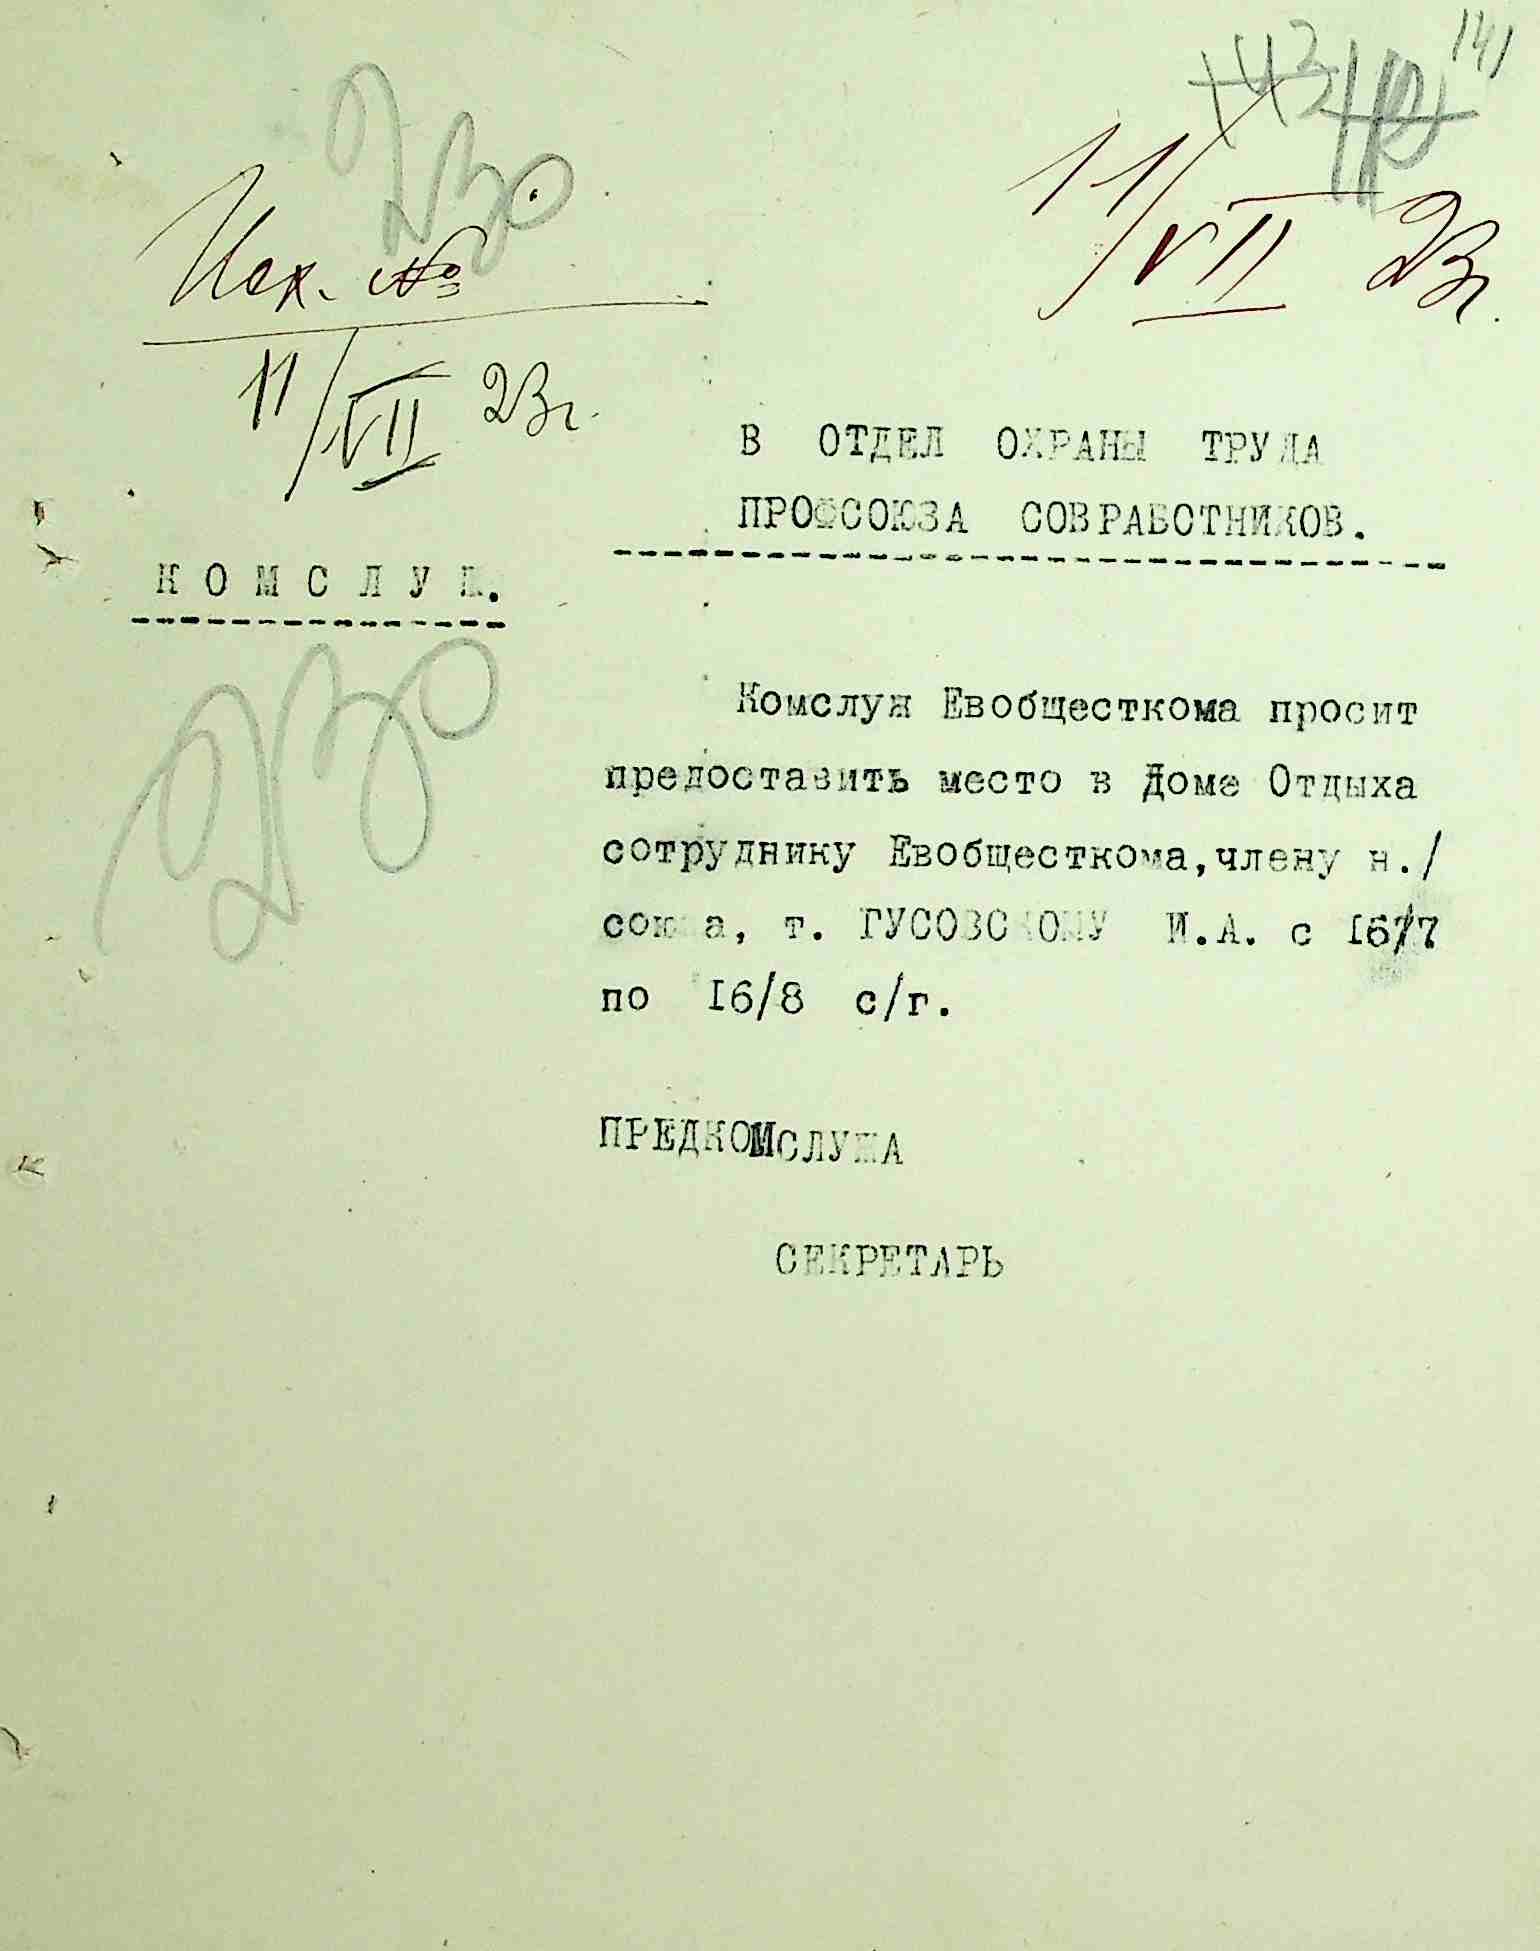 141
230
Исх. №
11/VII 23г.
11/VII 23г.
В ОТДЕЛ ОХРАНЫ ТРУДА
ПРОФСОЮЗА СОВРАБОТНИКОВ.
КОМСЛУЖ.
230
Комслуж Евобщесткома просит
предоставить место в Доме Отдыха
сотруднику Евобщесткома, члену н./
союза, т. ГУСОВСКОМУ И.А. с 16/7
по 16/8 с/г.
ПРЕДКОМСЛУЖА
СЕКРЕТАРЬ